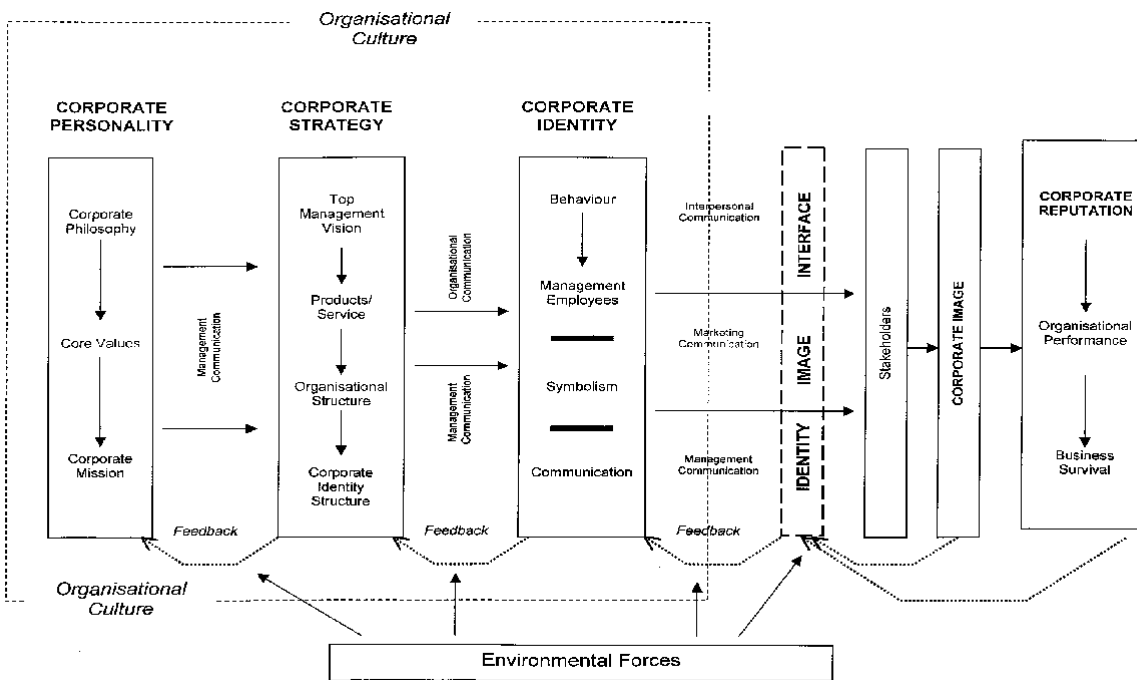 Organisational
Culture
CORPORATE
PERSONALITY
Corporate
Philosophy
Core Values
Corporate
Mission
Management
Communication
CORPORATE
STRATEGY
Top
Management
Vision
Products/
Service
Organisational
Structure
Corporate
Identity
Structure
Organisational
Communication
Management
Communication
CORPORATE
IDENTITY
Behaviour
Management
Employees
Symbolism
Communication
Interpersonal
Communication
Marketing
Communication
Management
Communication
IDENTITY IMAGE INTERFACE
Stakeholders
CORPORATE IMAGE
CORPORATE
REPUTATION
Organisational
Performance
Business
Survival
Feedback
Feedback
Feedback
Organisational
Culture
Environmental Forces